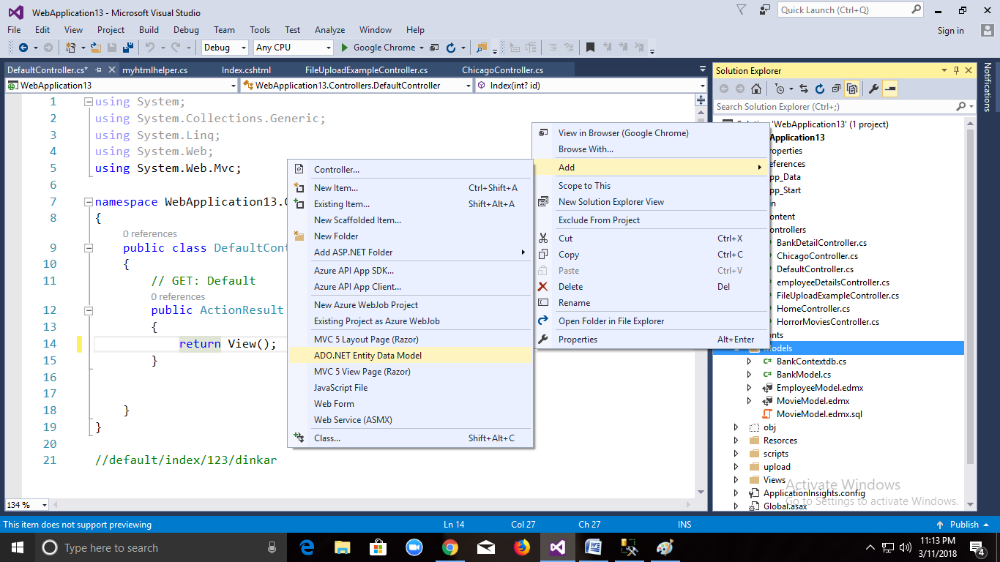 WebApplication13 - Microsoft Visual Studio
Quick Launch (Ctrl+Q)
File Edit View Project Build Debug Team Tools Test Analyze Window Help
Sign in
Debug Any CPU Google Chrome
DefaultController.cs* myhtmlhelper.cs Index.cshtml FileUploadExampleController.cs ChicagoController.cs
WebApplication13 WebApplication13.Controllers.DefaultController Index(int? id)
1 using System;
2 using System.Collections.Generic;
3 using System.Linq;
4 using System.Web;
5 using System.Web.Mvc;
6
7 namespace WebApplication13.
8 {
0 references
9 public class
10 {
11 // GET: Default
0 references
12 public ActionResult
13 {
14 return View();
15 }
16
17
18 }
19 }
20
21 //default/index/123/dinkar
134 %
Controller...
New Item... Ctrl+Shift+A
Existing Item... Shift+Alt+A
New Scaffolded Item...
New Folder
Add ASP.NET Folder
Azure API App SDK...
Azure API App Client...
New Azure WebJob Project
Existing Project as Azure WebJob
MVC 5 Layout Page (Razor)
ADO.NET Entity Data Model
MVC 5 View Page (Razor)
JavaScript File
Web Form
Web Service (ASMX)
Class... Shift+Alt+C
View in Browser (Google Chrome)
Browse With...
Add
Scope to This
New Solution Explorer View
Exclude From Project
Cut Ctrl+X
Copy Ctrl+C
Paste Ctrl+V
Delete Del
Rename
Open Folder in File Explorer
Properties Alt+Enter
Solution Explorer
Search Solution Explorer (Ctrl+;)
'WebApplication13' (1 project)
Application13
roperties
eferences
pp_Data
pp_Start
n
ontent
ontrollers
BankDetailController.cs
ChicagoController.cs
DefaultController.cs
employeeDetailsController.cs
FileUploadExampleController.cs
HomeController.cs
HorrorMoviesController.cs
onts
Models
BankContextdb.cs
BankModel.cs
EmployeeModel.edmx
MovieModel.edmx
MovieModel.edmx.sql
obj
Resorces
scripts
upload
Views
ApplicationInsights.config
Global.asax
Notifications
Activate Windows
Go to Settings to activate Windows.
This item does not support previewing Ln 14 Col 27 Ch 27 INS Publish
Type here to search
11:13 PM
3/11/2018
4